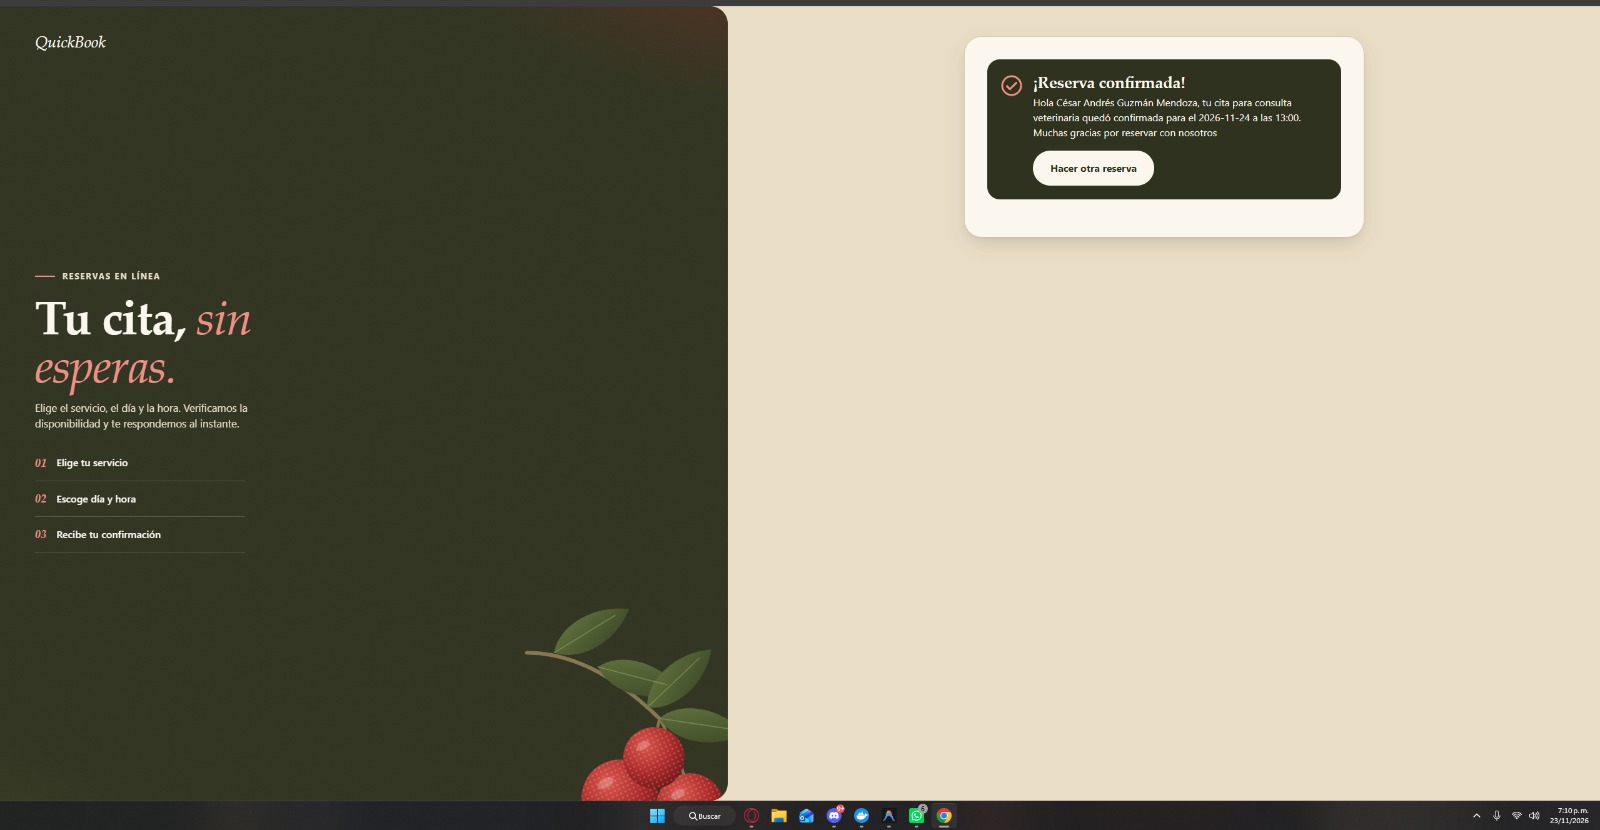 QuickBook
RESERVAS EN LÍNEA
Tu cita, sin
esperas.
Elige el servicio, el día y la hora. Verificamos la
disponibilidad y te respondemos al instante.
01 Elige tu servicio
02 Escoge día y hora
03 Recibe tu confirmación
¡Reserva confirmada!
Hola César Andrés Guzmán Mendoza, tu cita para consulta
veterinaria quedó confirmada para el 2026-11-24 a las 13:00.
Muchas gracias por reservar con nosotros
Hacer otra reserva
Buscar
9+
6
7:10 p.m.
23/11/2026